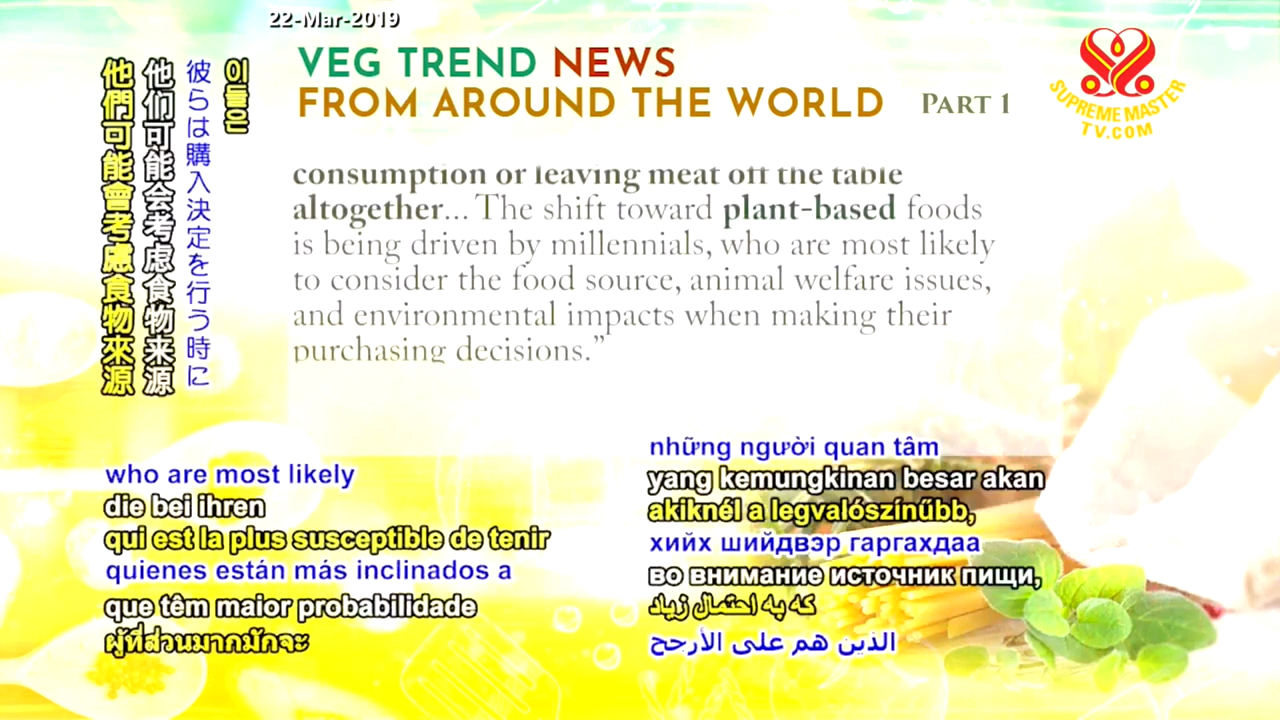 22-Mar-2019
VEG TREND NEWS
FROM AROUND THE WORLD PART 1
SUPREME MASTER
TV.COM
consumption or leaving meat off the table
altogether... The shift toward plant-based foods
is being driven by millennials, who are most likely
to consider the food source, animal welfare issues,
and environmental impacts when making their
purchasing decisions.”
이들은
彼らは購入決定を行う時に
他们可能会考虑食物来源
他們可能會考慮食物來源
who are most likely
die bei ihren
qui est la plus susceptible de tenir
quienes están más inclinados a
que têm maior probabilidade
ผู้ที่ส่วนมากมักจะ
những người quan tâm
yang kemungkinan besar akan
akiknél a legvalószínűbb,
хийх шийдвэр гаргахдаа
во внимание источник пищи,
که به احتمال زیاد
الذين هم على الأرجح